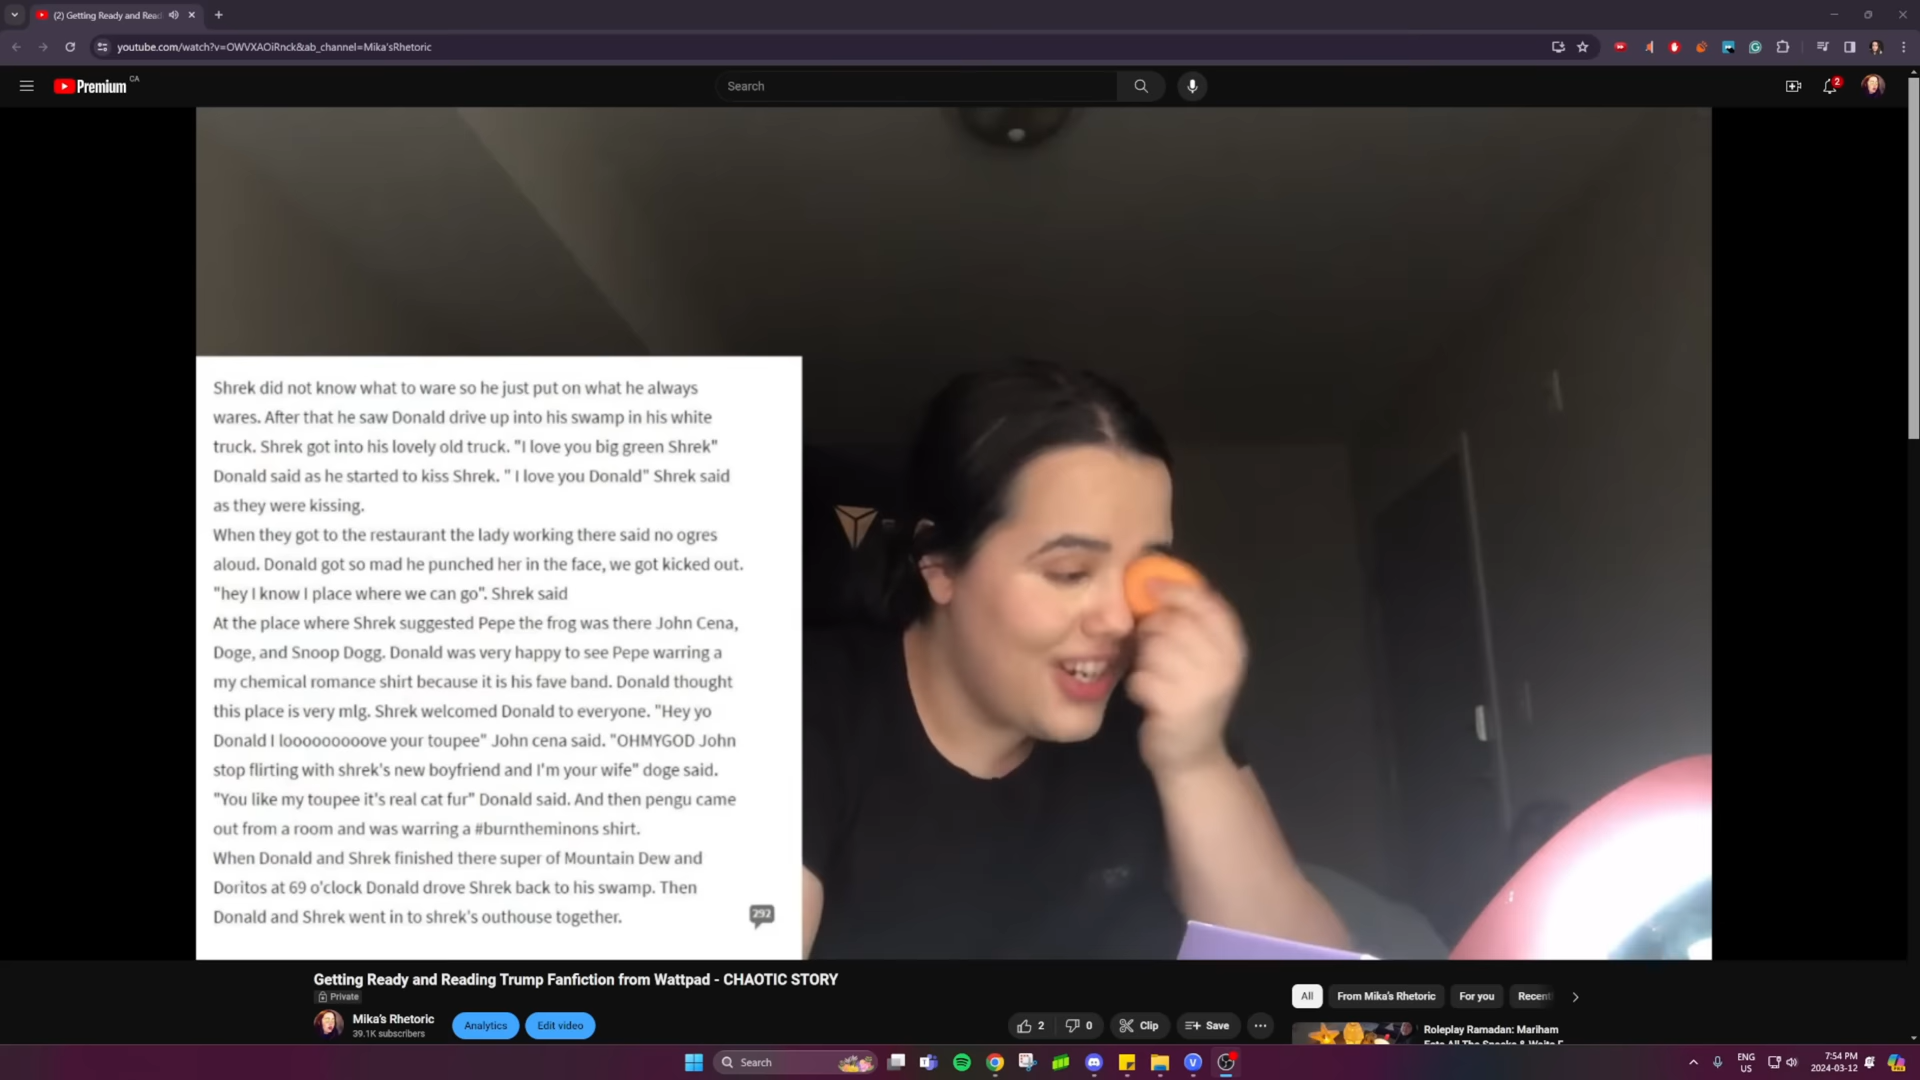 (2) Getting Ready and Read
youtube.com/watch?v=OWVXAOiRnck&ab_channel=Mika'sRhetoric
Premium CA
Search
2
Shrek did not know what to ware so he just put on what he always
wares. After that he saw Donald drive up into his swamp in his white
truck. Shrek got into his lovely old truck. "I love you big green Shrek"
Donald said as he started to kiss Shrek. " I love you Donald" Shrek said
as they were kissing.
When they got to the restaurant the lady working there said no ogres
aloud. Donald got so mad he punched her in the face, we got kicked out.
"hey I know I place where we can go". Shrek said
At the place where Shrek suggested Pepe the frog was there John Cena,
Doge, and Snoop Dogg. Donald was very happy to see Pepe warring a
my chemical romance shirt because it is his fave band. Donald thought
this place is very mlg. Shrek welcomed Donald to everyone. "Hey yo
Donald I looooooooove your toupee" John cena said. "OHMYGOD John
stop flirting with shrek's new boyfriend and I'm your wife" doge said.
"You like my toupee it's real cat fur" Donald said. And then pengu came
out from a room and was warring a #burntheminons shirt.
When Donald and Shrek finished there super of Mountain Dew and
Doritos at 69 o'clock Donald drove Shrek back to his swamp. Then
Donald and Shrek went in to shrek's outhouse together.
292
Getting Ready and Reading Trump Fanfiction from Wattpad - CHAOTIC STORY
Private
Mika's Rhetoric
39.1K subscribers
Analytics
Edit video
2
0
Clip
Save
All
From Mika's Rhetoric
For you
Recent
Roleplay Ramadan: Mariham
Search
ENG
US
7:54 PM
2024-03-12